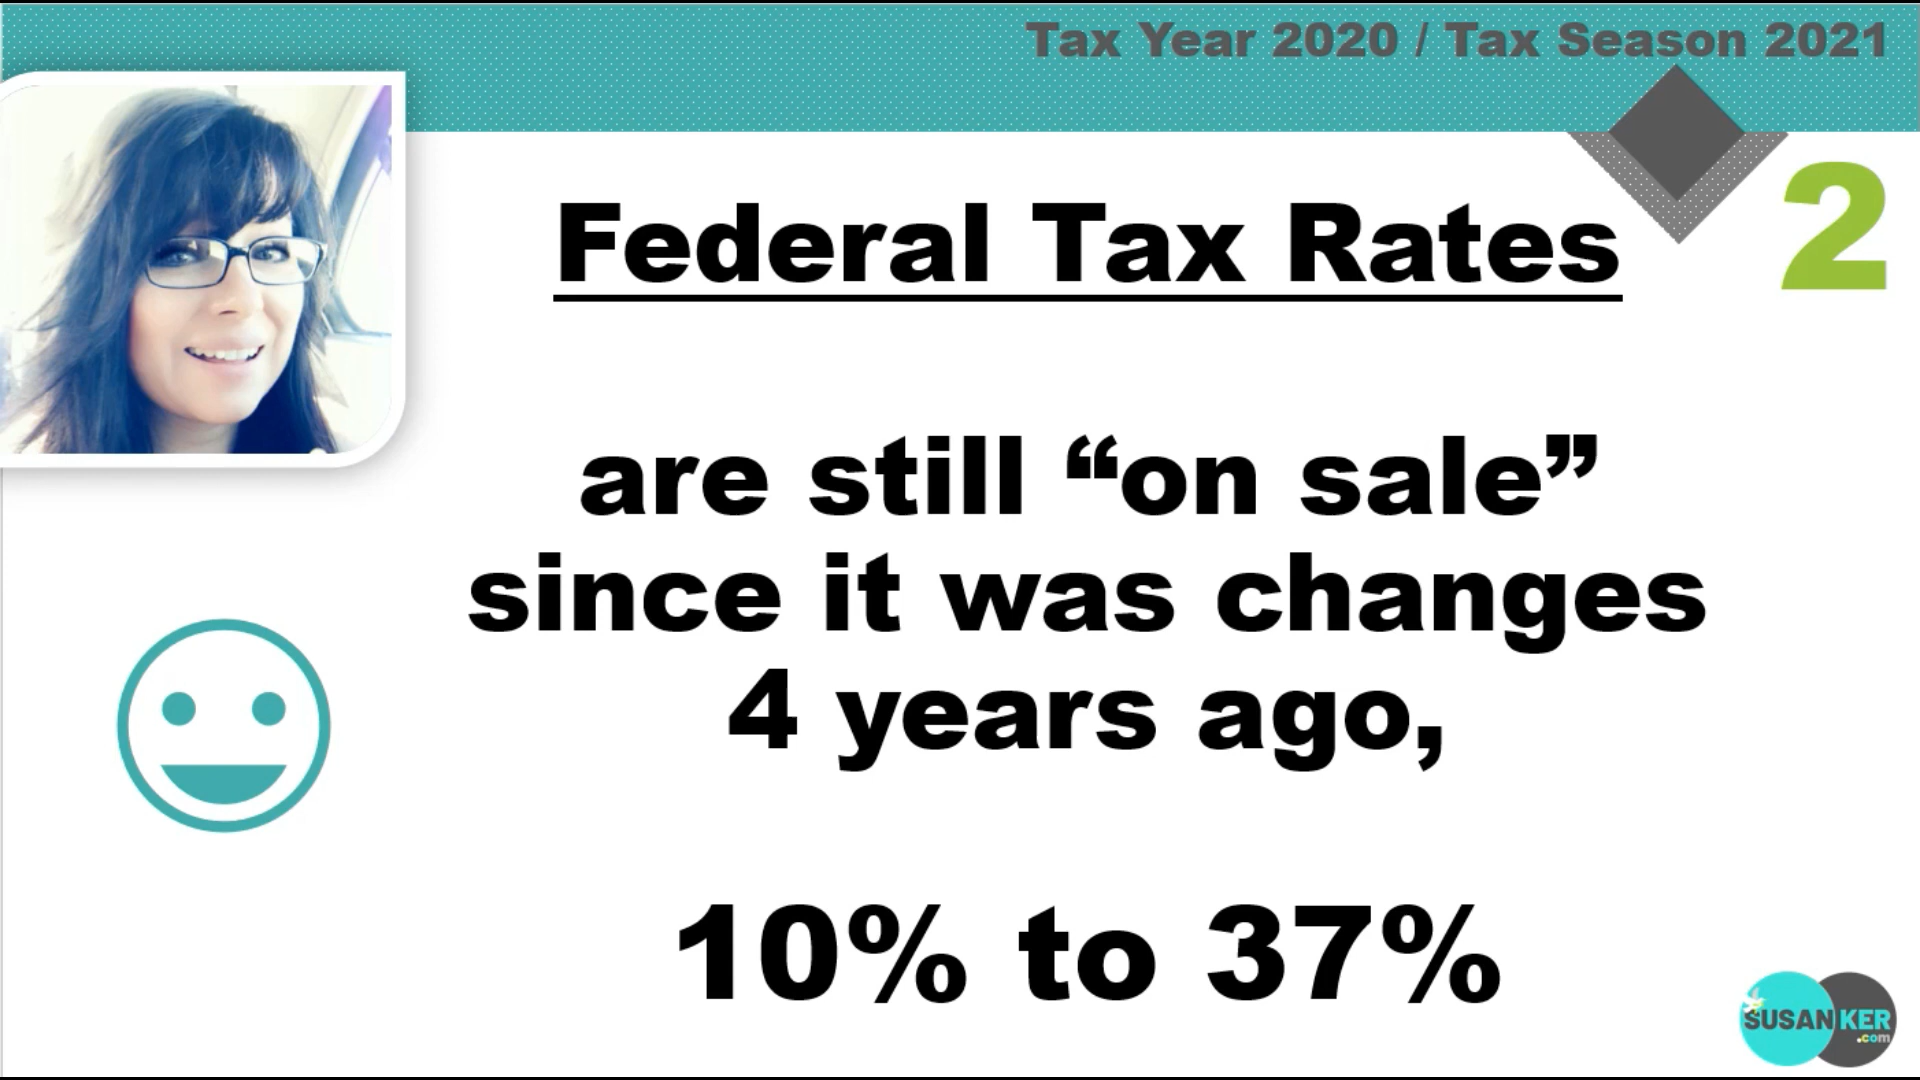 Tax Year 2020 / Tax Season 2021
2
Federal Tax Rates
are still “on sale”
since it was changes
4 years ago,
10% to 37%
SUSANKER
.com